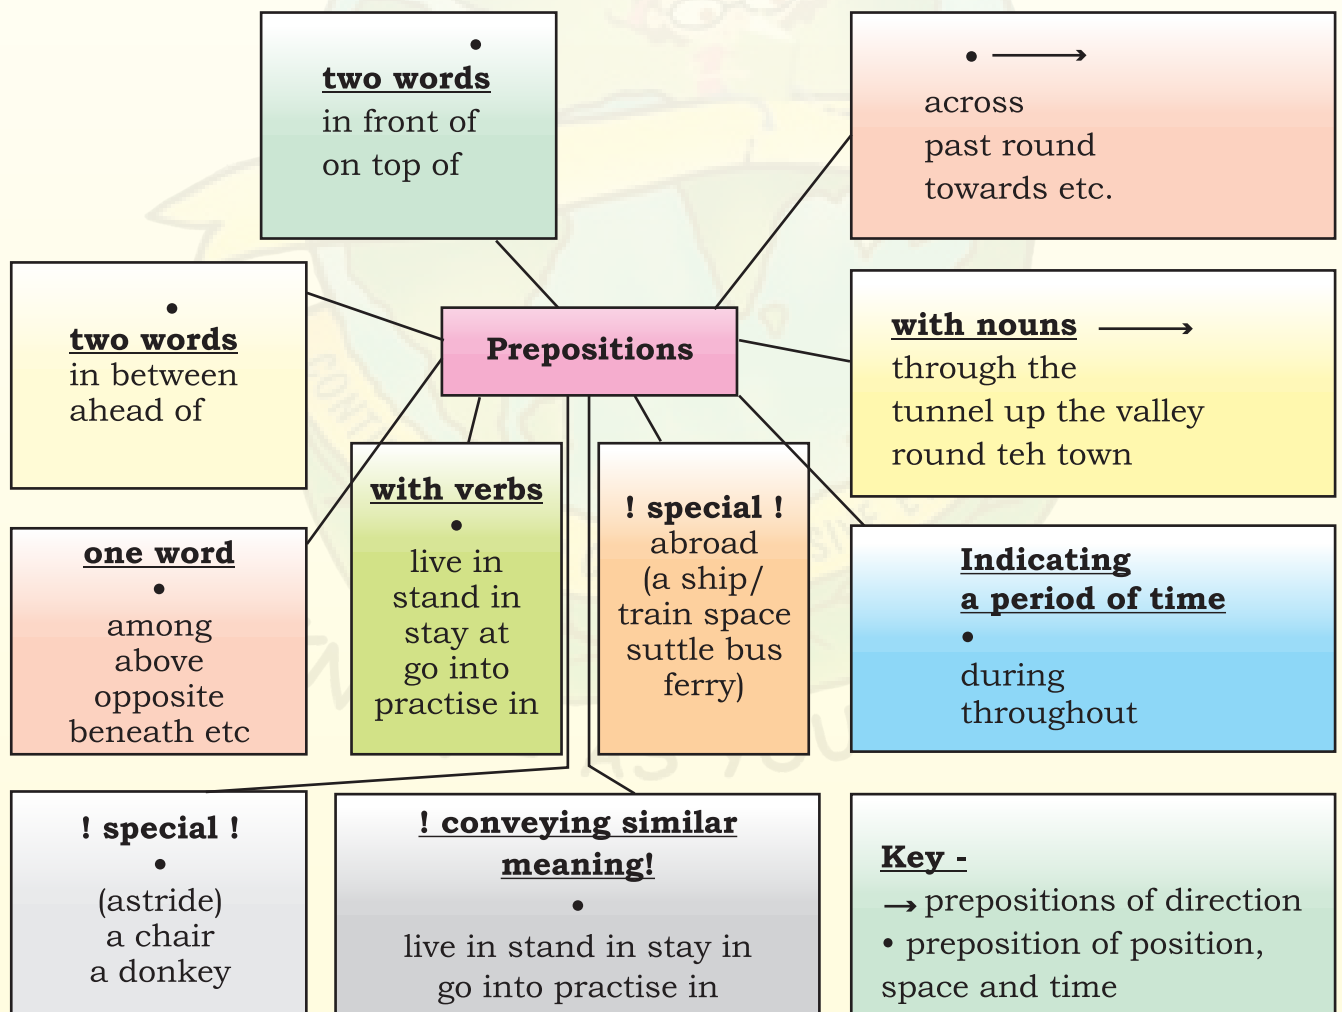 •
two words
in front of
on top of
• →
across
past round
towards etc.
•
two words
in between
ahead of
Prepositions
with nouns →
through the
tunnel up the valley
round teh town
one word
•
among
above
opposite
beneath etc
with verbs
•
live in
stand in
stay at
go into
practise in
! special !
abroad
(a ship/
train space
suttle bus
ferry)
Indicating
a period of time
•
during
throughout
! special !
•
(astride)
a chair
a donkey
! conveying similar
meaning!
•
live in stand in stay in
go into practise in
Key -
→ prepositions of direction
• preposition of position,
space and time